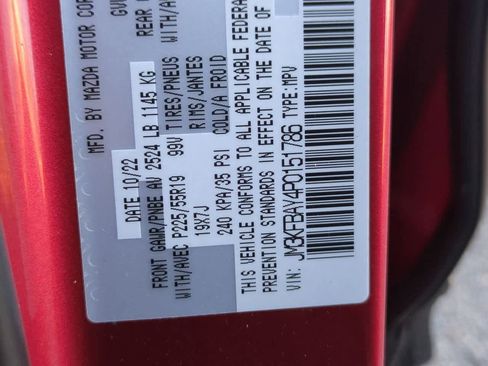 MFD. BY MAZDA MOTOR COR
DATE 10/22 GV
FRONT GAWR/PNBE AV 2524 LB 1145 KG REAR
WITH/AVEC P225/55R19 99V TIRES/PNEUS WITH/A
19X7J RIMS/JANTES
240 KPA/35 PSI COLD/A FROID
THIS VEHICLE CONFORMS TO ALL APPLICABLE FEDERA
PREVENTION STANDARDS IN EFFECT ON THE DATE OF
VIN: JM3KFBAY4P0151786 TYPE: MPV